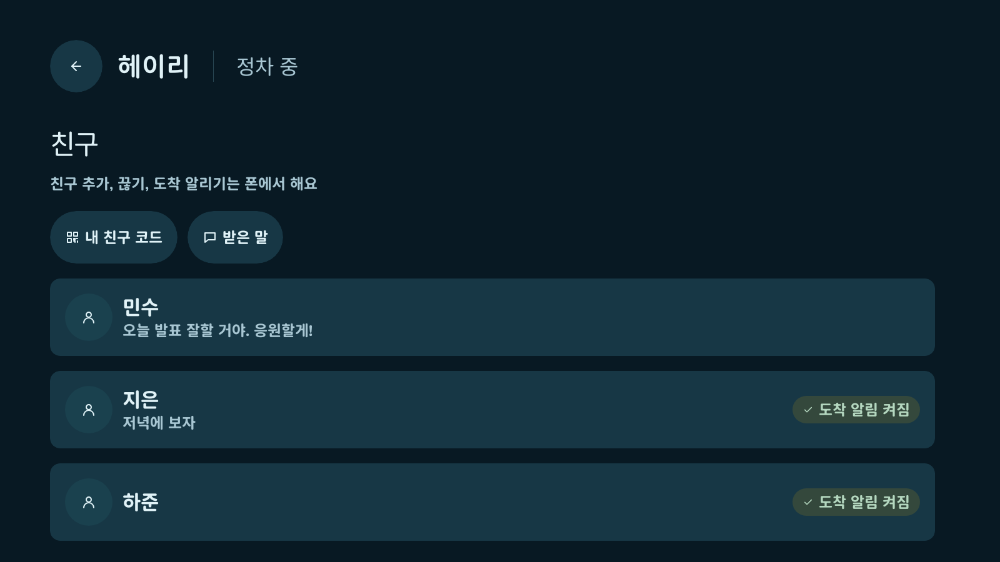 헤이리
정차 중
친구
친구 추가, 끊기, 도착 알리기는 폰에서 해요
내 친구 코드
받은 말
민수
오늘 발표 잘할 거야. 응원할게!
지은
저녁에 보자
도착 알림 켜짐
하준
도착 알림 켜짐